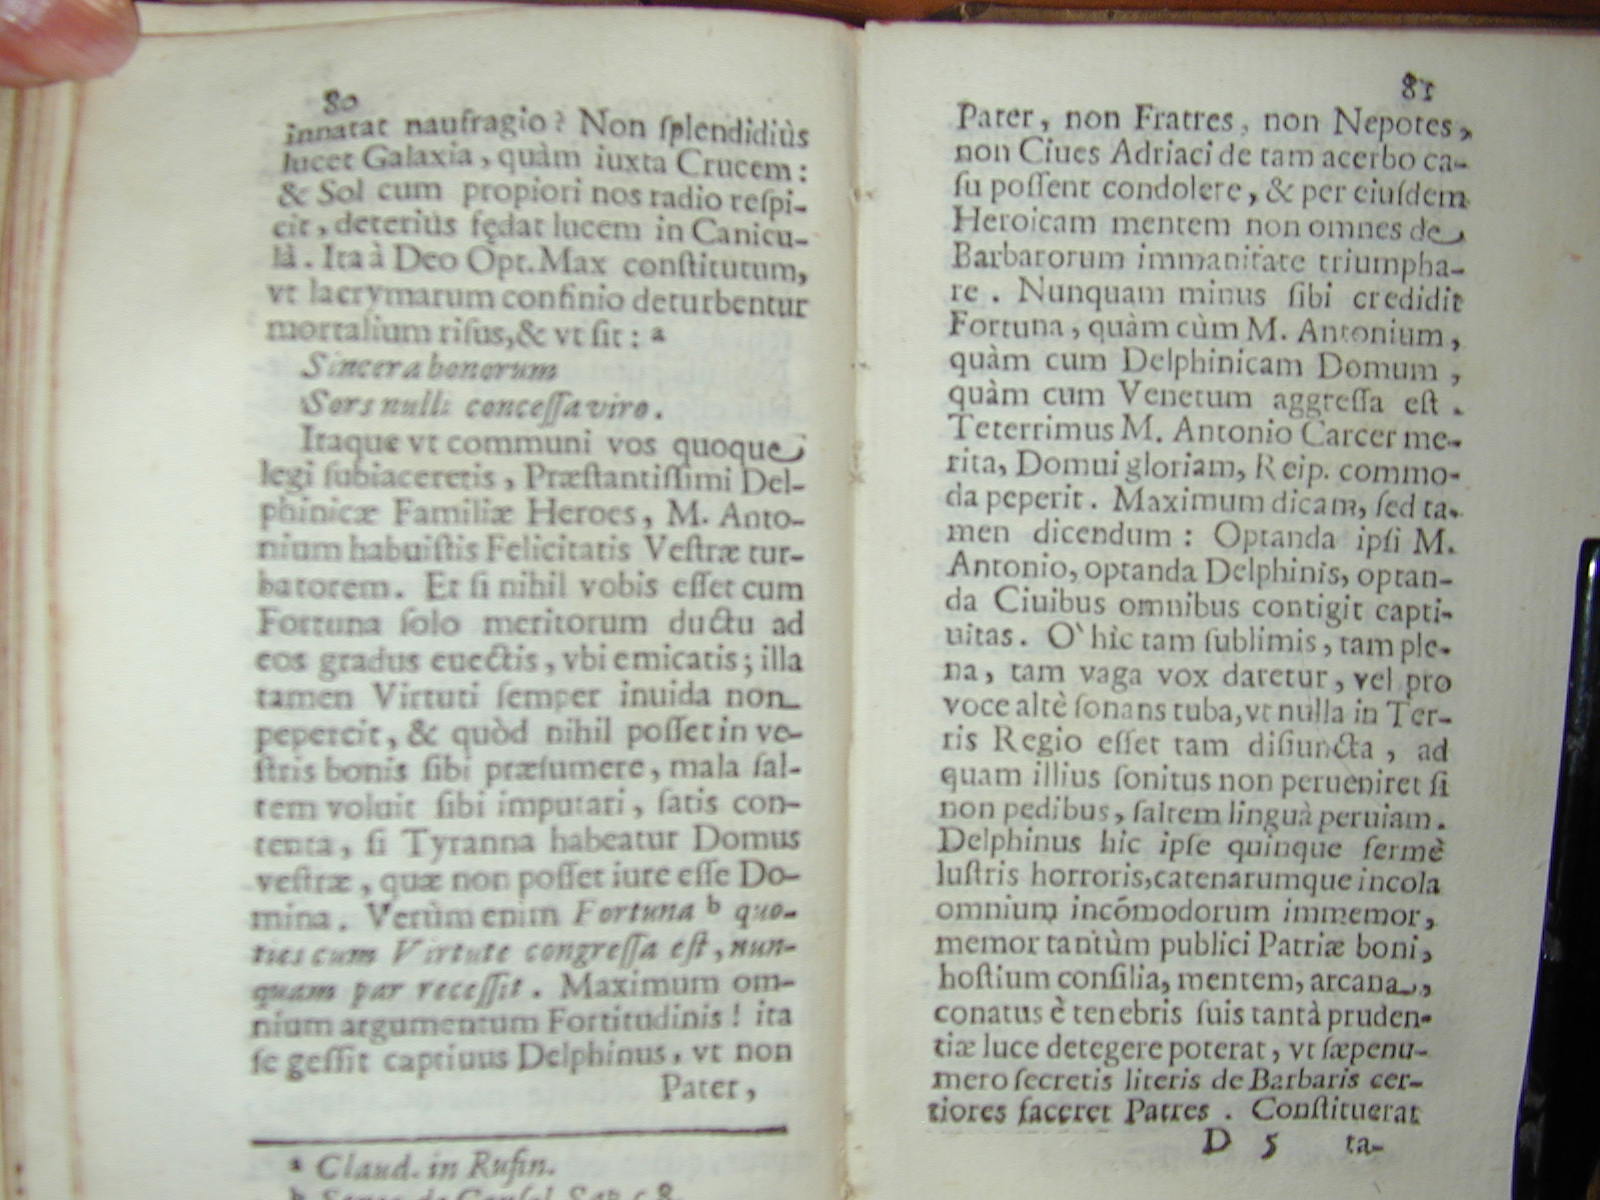 80
innatat naufragio? Non ſplendidiùs
lucet Galaxia, quàm iuxta Crucem:
& Sol cum propiori nos radio reſpi-
cit, deteriùs fędat lucem in Canicu-
lâ. Ita à Deo Opt. Max conſtitutum,
vt lacrymarum confinio deturbentur
mortalium riſus, & vt ſit: a
Sincera bonorum
Sors nulli conceſſa viro.
Itaque vt communi vos quoque
legi ſubiaceretis, Præſtantiſſimi Del-
phinicæ Familiæ Heroes, M. Anto-
nium habuiſtis Felicitatis Veſtræ tur-
batorem. Et ſi nihil vobis eſſet cum
Fortuna ſolo meritorum ductu ad
eos gradus euectis, vbi emicatis; illa
tamen Virtuti ſemper inuida non
pepercit, & quòd nihil poſſet in ve-
ſtris bonis ſibi præſumere, mala ſal-
tem voluit ſibi imputari, ſatis con-
tenta, ſi Tyranna habeatur Domus
veſtræ, quæ non poſſet iure eſſe Do-
mina. Verùm enim Fortuna b quo-
ties cum Virtute congreſſa eſt, nun-
quam par receſſit. Maximum om-
nium argumentum Fortitudinis! ita
ſe geſſit captiuus Delphinus, vt non
Pater,
a Claud. in Rufin.
b Senec. de Conſol. Sap. c 8.
81
Pater, non Fratres, non Nepotes,
non Ciues Adriaci de tam acerbo ca-
ſu poſſent condolere, & per eiuſdem
Heroicam mentem non omnes de
Barbarorum immanitate triumpha-
re. Nunquam minus ſibi credidit
Fortuna, quàm cùm M. Antonium,
quàm cum Delphinicam Domum,
quàm cum Venetum aggreſſa eſt.
Teterrimus M. Antonio Carcer me-
rita, Domui gloriam, Reip. commo-
da peperit. Maximum dicam, ſed ta-
men dicendum: Optanda ipſi M.
Antonio, optanda Delphinis, optan-
da Ciuibus omnibus contigit capti-
uitas. O` hìc tam ſublimis, tam ple-
na, tam vaga vox daretur, vel pro
voce altè ſonans tuba, vt nulla in Ter-
ris Regio eſſet tam diſiuncta, ad
quam illius ſonitus non perueniret ſi
non pedibus, ſaltem linguà peruiam.
Delphinus hic ipſe quinque fermè
luſtris horroris, catenarumque incola
omnium incōmodorum immemor,
memor tantùm publici Patriæ boni,
hoſtium conſilia, mentem, arcana,
conatus è tenebris ſuis tantà pruden-
tiæ luce detegere poterat, vt ſæpenu-
mero ſecretis literis de Barbaris cer-
tiores faceret Patres. Conſtituerat
D 5 ta-